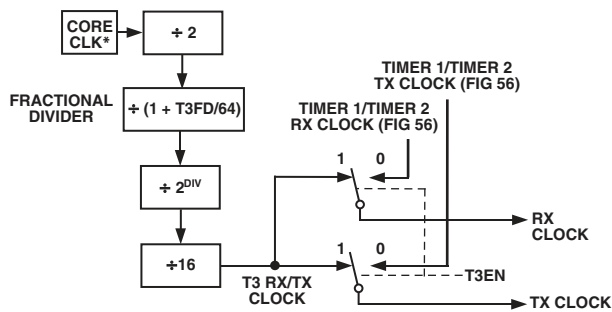 CORE
CLK*
÷ 2
TIMER 1/TIMER 2
TX CLOCK (FIG 56)
FRACTIONAL
DIVIDER
÷ (1 + T3FD/64)
TIMER 1/TIMER 2
RX CLOCK (FIG 56)
1 0
÷ 2DIV
RX
CLOCK
1 0
÷16
T3 RX/TX
CLOCK
T3EN
TX CLOCK